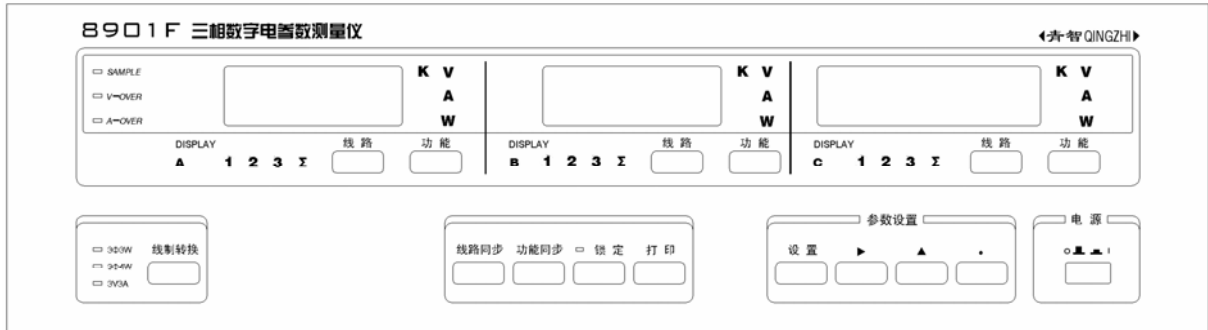 8901F 三相数字电参数测量仪
青智 QINGZHI
SAMPLE
V-OVER
A-OVER
K V
A
W
K V
A
W
K V
A
W
DISPLAY
A 1 2 3 Σ
线路 功能
DISPLAY
B 1 2 3 Σ
线路 功能
DISPLAY
C 1 2 3 Σ
线路 功能
3Φ3W
3Φ4W
3V3A
线制转换
线路同步 功能同步 锁定 打印
参数设置
设置 ▶ ▲ .
电源
O I